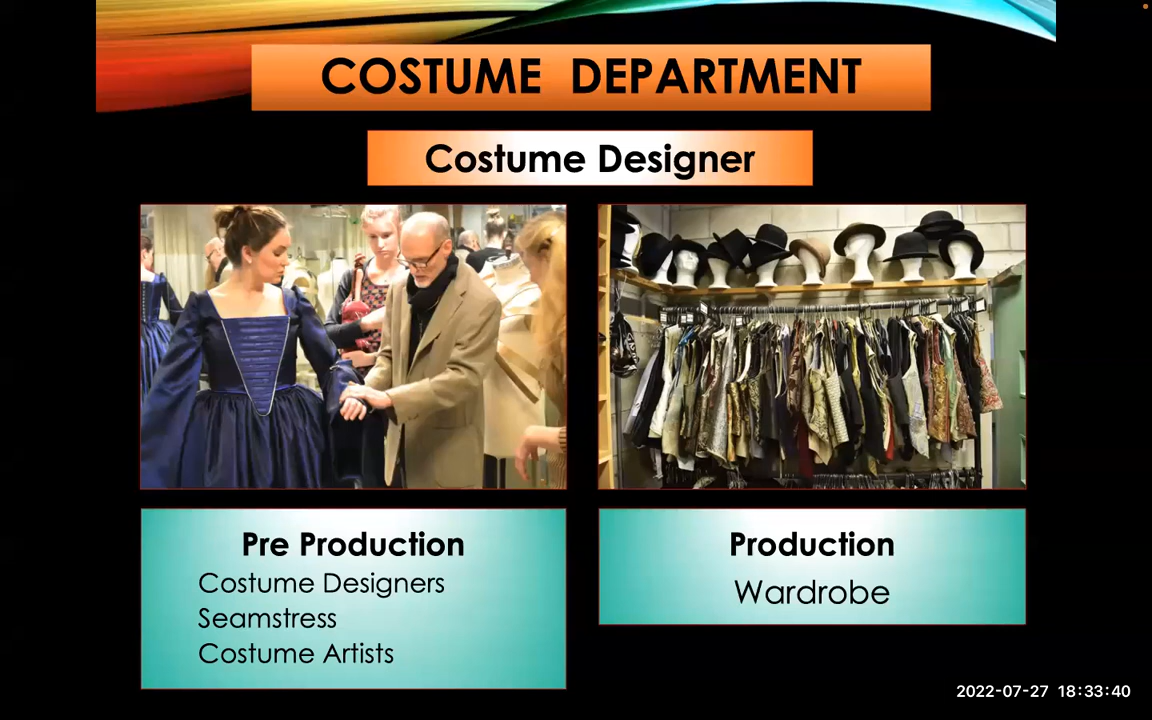 COSTUME DEPARTMENT
Costume Designer
Pre Production
Costume Designers
Seamstress
Costume Artists
Production
Wardrobe
2022-07-27 18:33:40